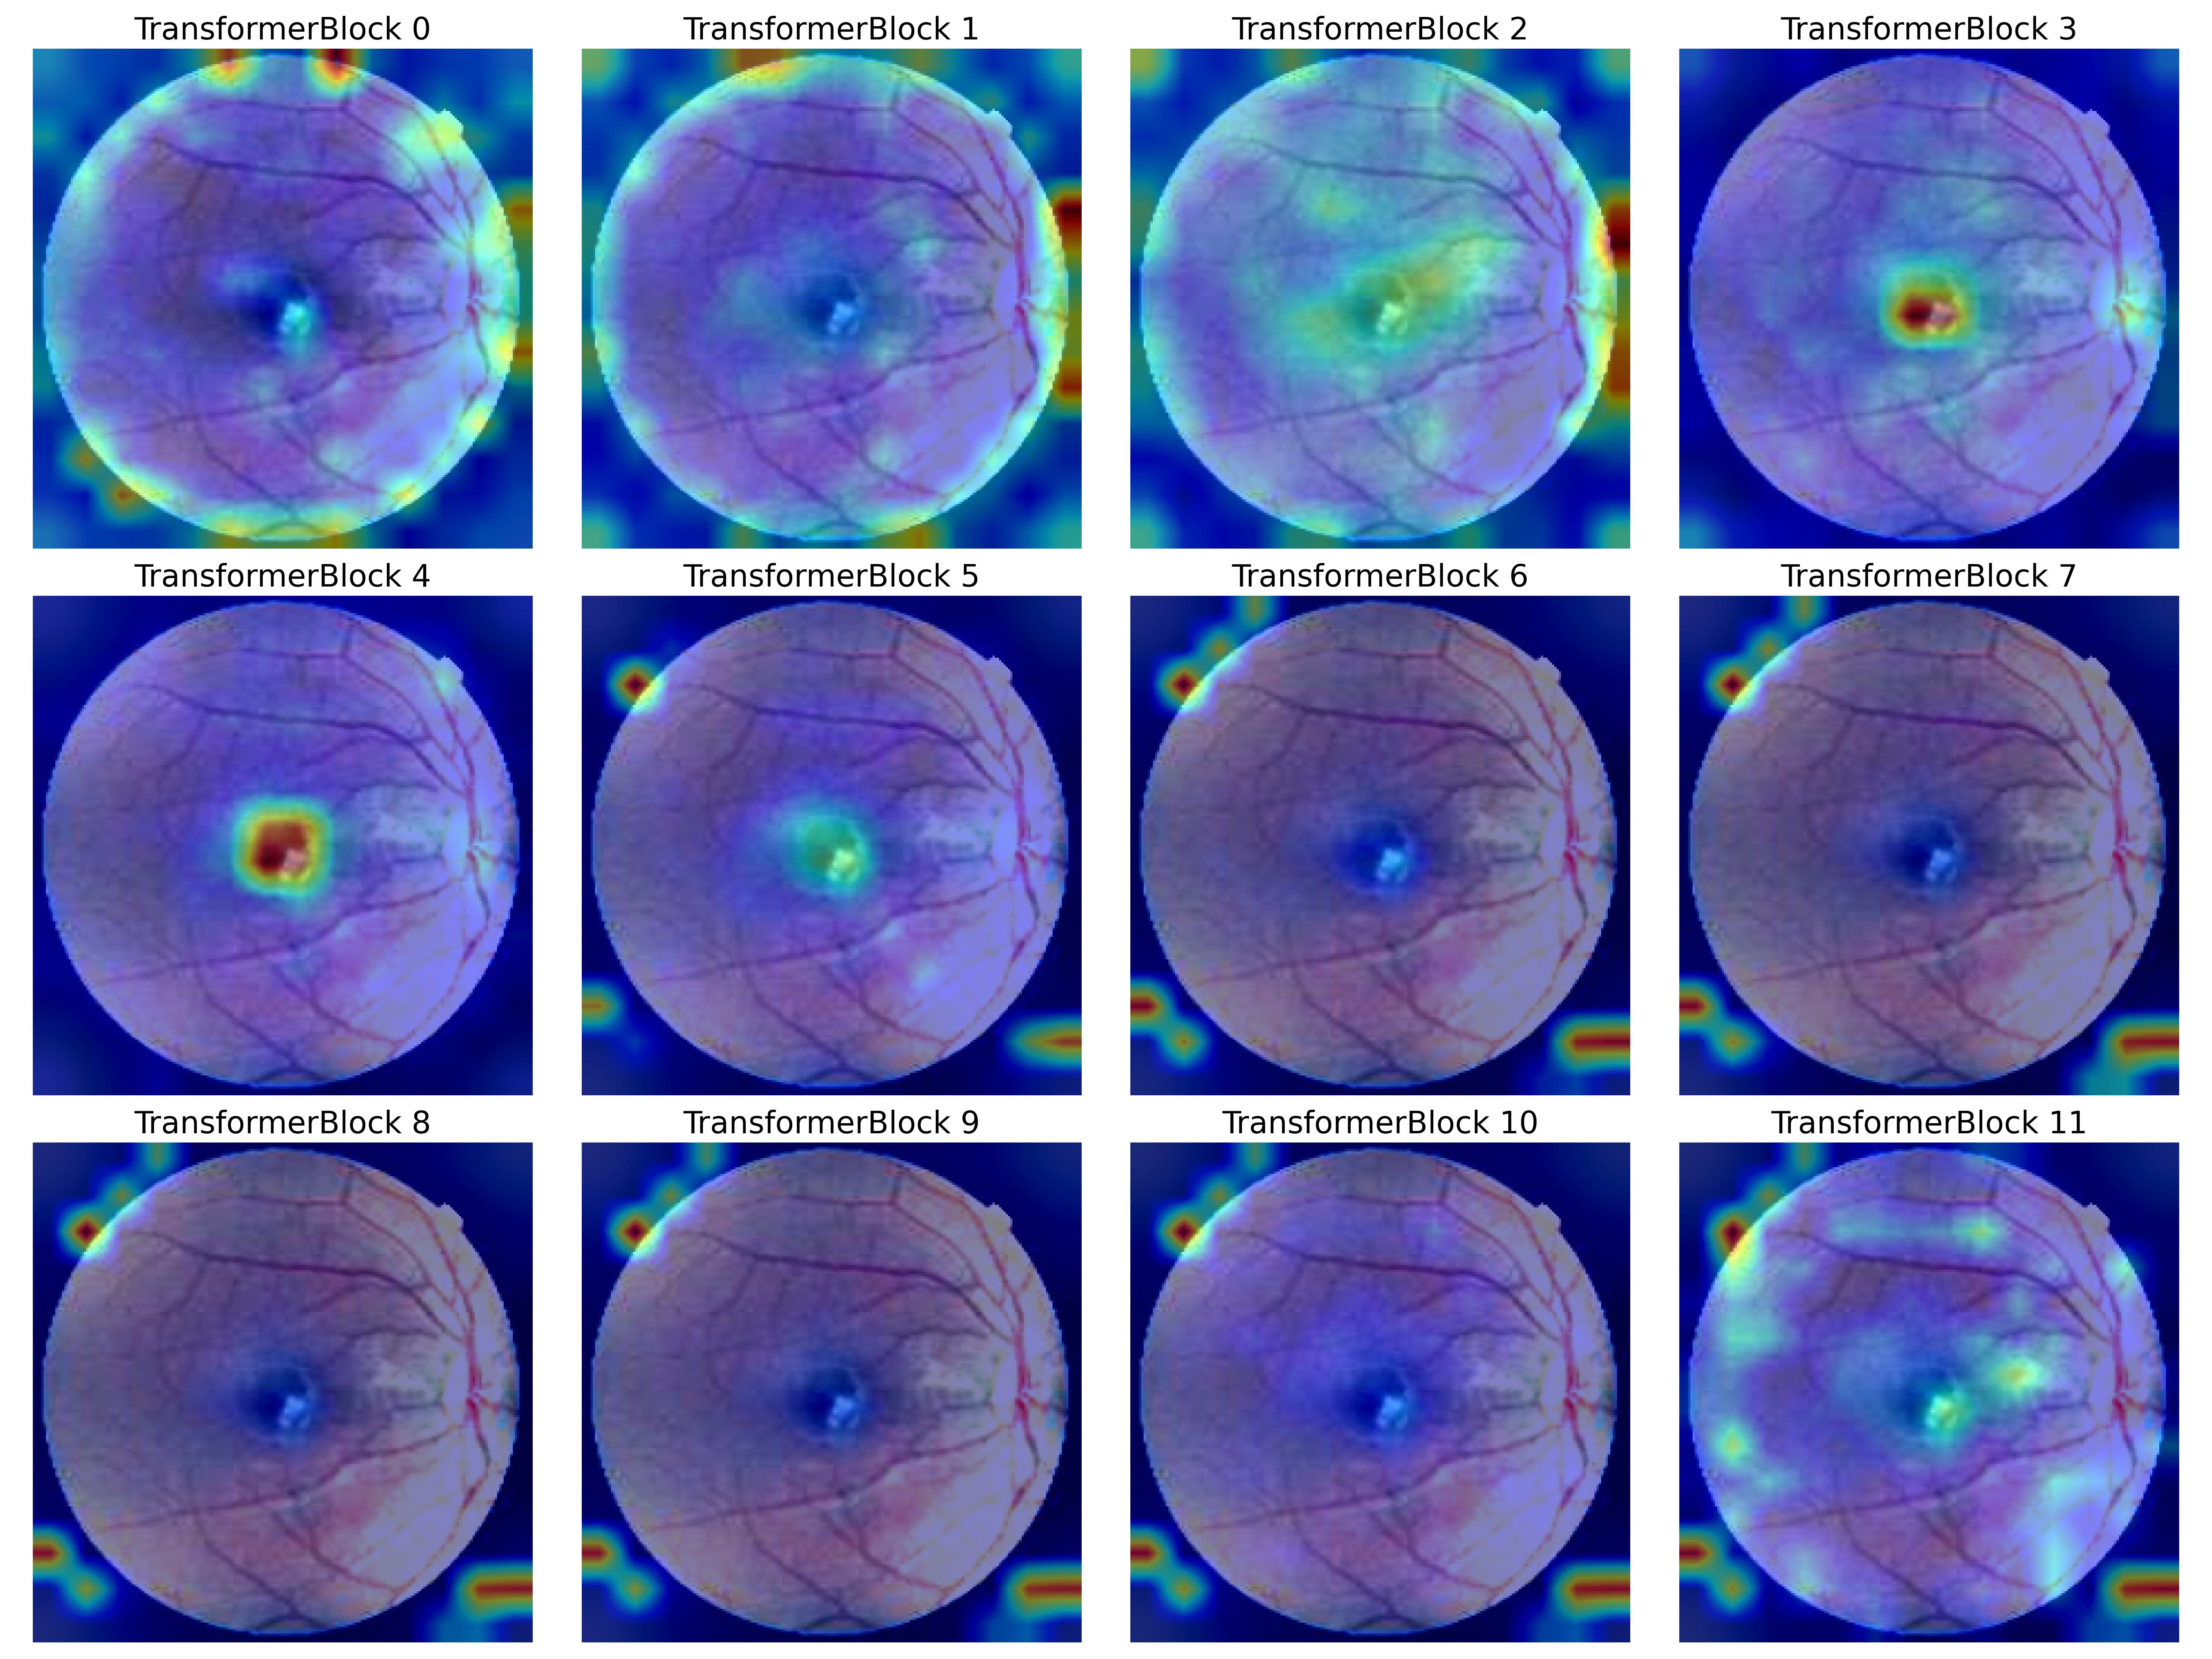 TransformerBlock 0
TransformerBlock 1
TransformerBlock 2
TransformerBlock 3
TransformerBlock 4
TransformerBlock 5
TransformerBlock 6
TransformerBlock 7
TransformerBlock 8
TransformerBlock 9
TransformerBlock 10
TransformerBlock 11